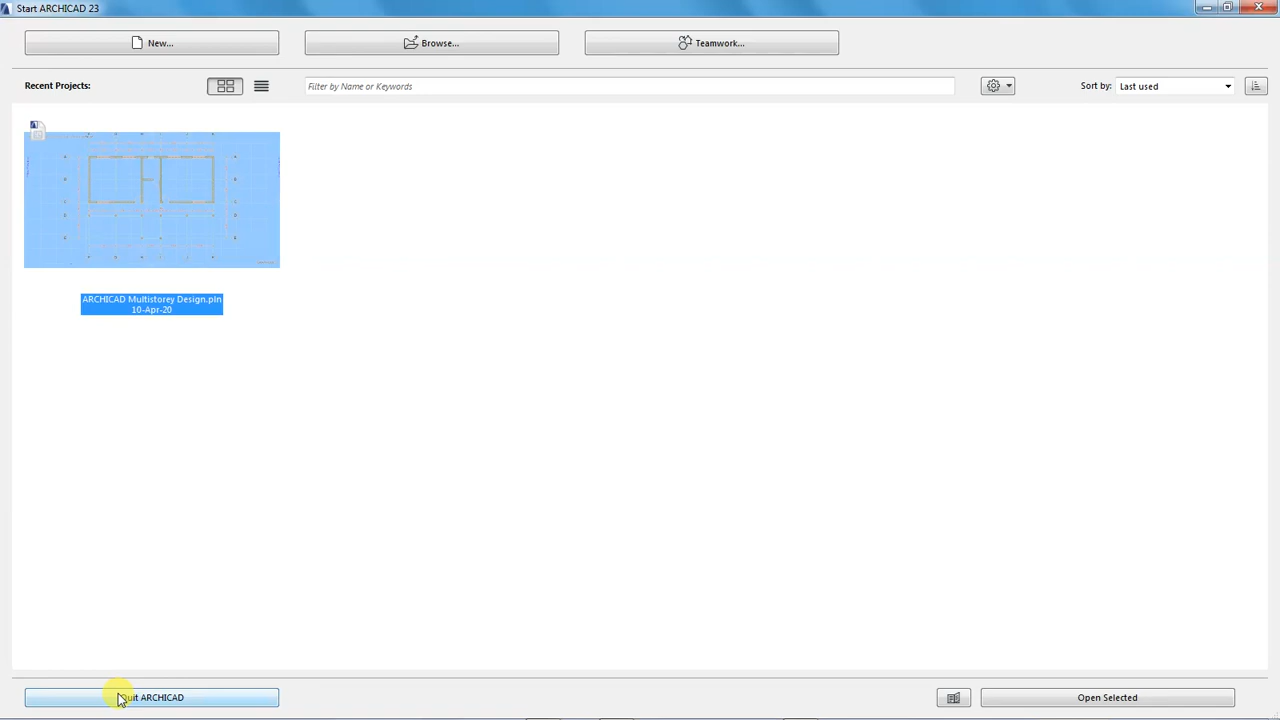 Start ARCHICAD 23
New...
Browse...
Teamwork...
Recent Projects:
Filter by Name or Keywords
Sort by:
Last used
ARCHICAD Multistorey Design.pln
10-Apr-20
Quit ARCHICAD
Open Selected